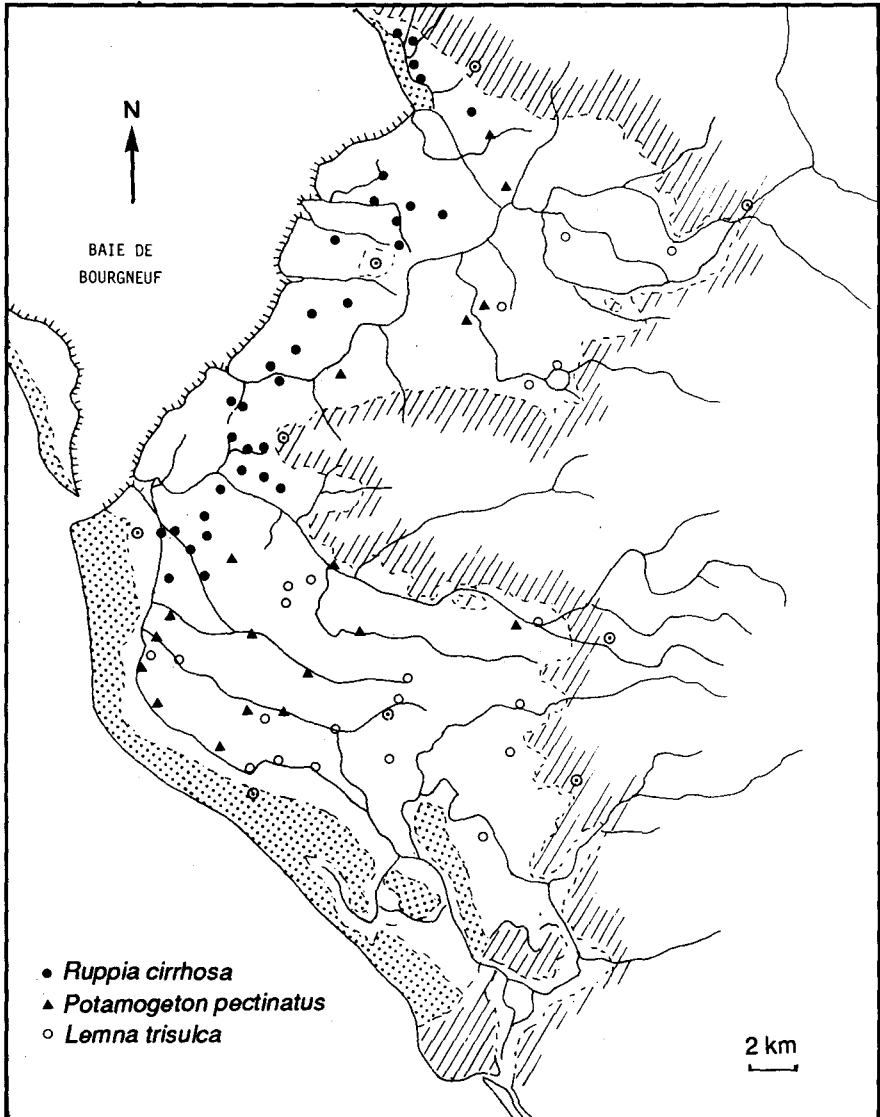 N
BAIE DE
BOURGNEUF
Ruppia cirrhosa
Potamogeton pectinatus
Lemna trisulca
2 km